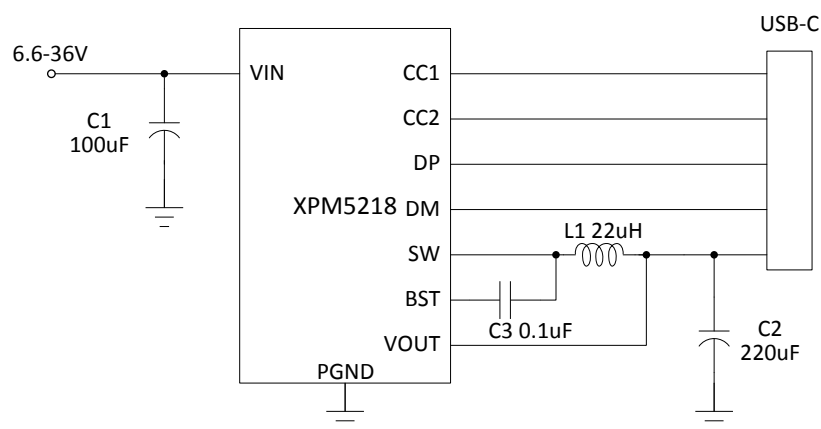 USB-C
6.6-36V
VIN
CC1
C1
100uF
CC2
DP
XPM5218
DM
L1 22uH
SW
BST
C3 0.1uF
VOUT
C2
220uF
PGND